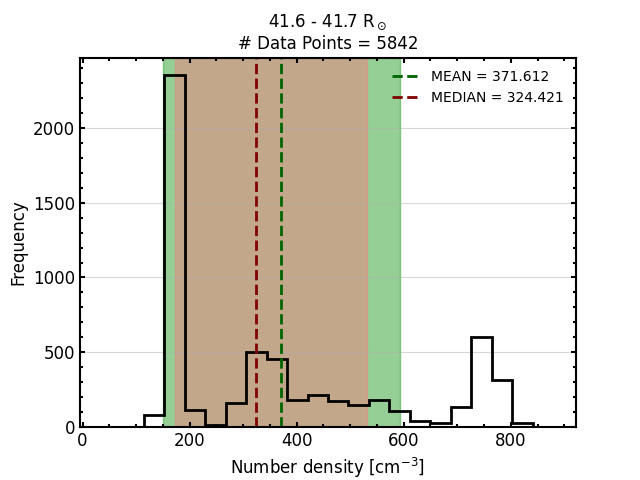 41.6 - 41.7 R⊙
# Data Points = 5842
MEAN = 371.612
MEDIAN = 324.421
Frequency
2000
1500
1000
500
0
0 200 400 600 800
Number density [cm⁻³]